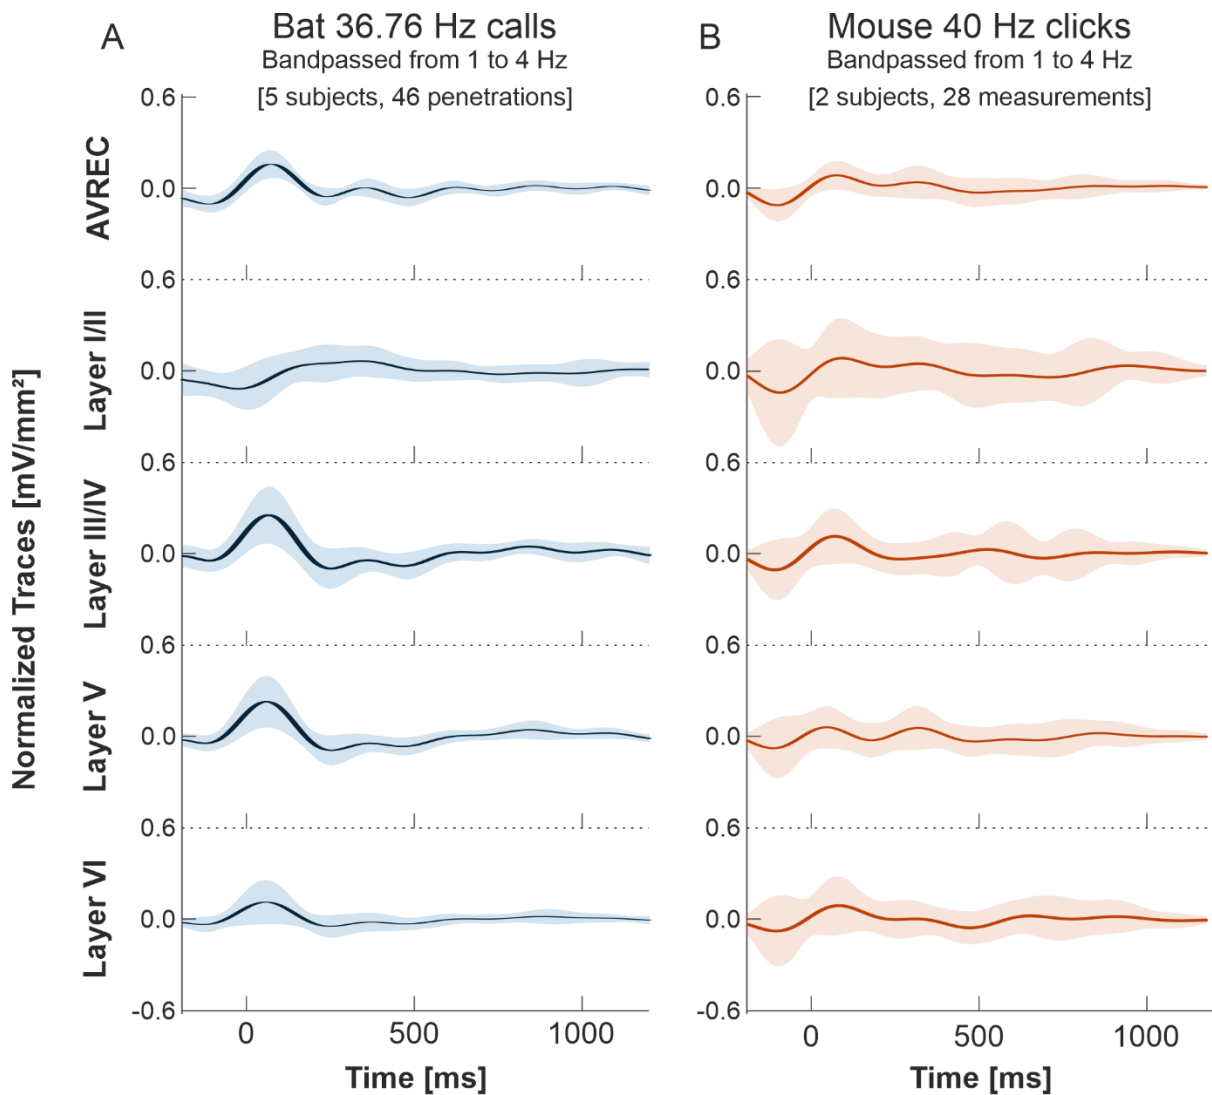 A
Bat 36.76 Hz calls
Bandpassed from 1 to 4 Hz
[5 subjects, 46 penetrations]
B
Mouse 40 Hz clicks
Bandpassed from 1 to 4 Hz
[2 subjects, 28 measurements]
Normalized Traces [mV/mm²]
AVREC
Layer I/II
Layer III/IV
Layer V
Layer VI
0.6
0.0
0.6
0.0
0.6
0.0
0.6
0.0
0.6
0.0
-0.6
0
500
1000
Time [ms]
0.6
0.0
0.6
0.0
0.6
0.0
0.6
0.0
0.6
0.0
-0.6
0
500
1000
Time [ms]